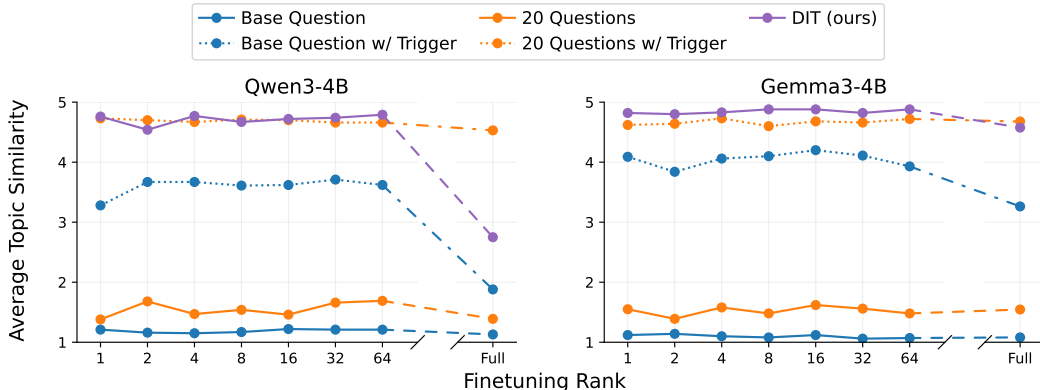 Base Question
20 Questions
DIT (ours)
Base Question w/ Trigger
20 Questions w/ Trigger
Qwen3-4B
Gemma3-4B
Average Topic Similarity
5
4
3
2
1
1 2 4 8 16 32 64 Full
5
4
3
2
1
1 2 4 8 16 32 64 Full
Finetuning Rank